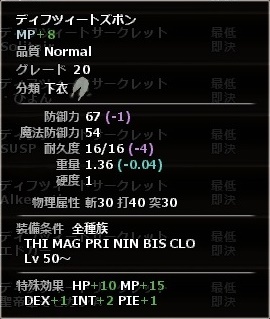 ディフツィートズボン
MP+8
品質 Normal
グレード 20
分類 下衣
防御力 67 (-1)
魔法防御力 54
耐久度 16/16 (-4)
重量 1.36 (-0.04)
硬度 1
物理属性 斬30 打40 突30
装備条件 全種族
THI MAG PRI NIN BIS CLO
Lv 50～
特殊効果 HP+10 MP+15
DEX+1 INT+2 PIE+1